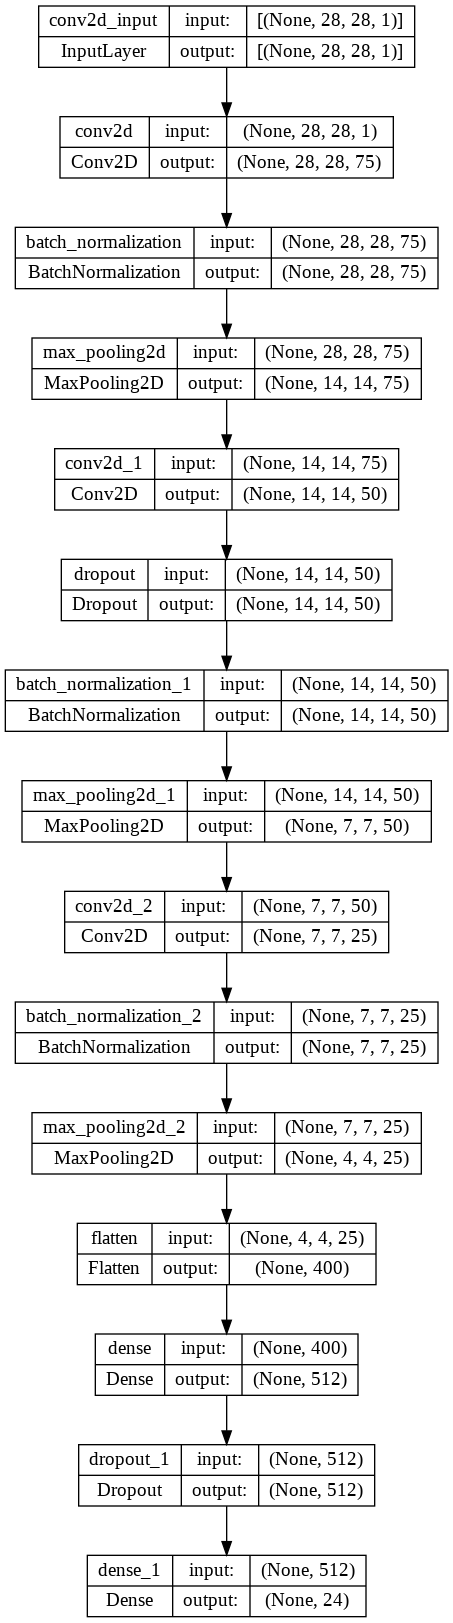 conv2d_input input: [(None, 28, 28, 1)]
InputLayer output: [(None, 28, 28, 1)]
conv2d input: (None, 28, 28, 1)
Conv2D output: (None, 28, 28, 75)
batch_normalization input: (None, 28, 28, 75)
BatchNormalization output: (None, 28, 28, 75)
max_pooling2d input: (None, 28, 28, 75)
MaxPooling2D output: (None, 14, 14, 75)
conv2d_1 input: (None, 14, 14, 75)
Conv2D output: (None, 14, 14, 50)
dropout input: (None, 14, 14, 50)
Dropout output: (None, 14, 14, 50)
batch_normalization_1 input: (None, 14, 14, 50)
BatchNormalization output: (None, 14, 14, 50)
max_pooling2d_1 input: (None, 14, 14, 50)
MaxPooling2D output: (None, 7, 7, 50)
conv2d_2 input: (None, 7, 7, 50)
Conv2D output: (None, 7, 7, 25)
batch_normalization_2 input: (None, 7, 7, 25)
BatchNormalization output: (None, 7, 7, 25)
max_pooling2d_2 input: (None, 7, 7, 25)
MaxPooling2D output: (None, 4, 4, 25)
flatten input: (None, 4, 4, 25)
Flatten output: (None, 400)
dense input: (None, 400)
Dense output: (None, 512)
dropout_1 input: (None, 512)
Dropout output: (None, 512)
dense_1 input: (None, 512)
Dense output: (None, 24)